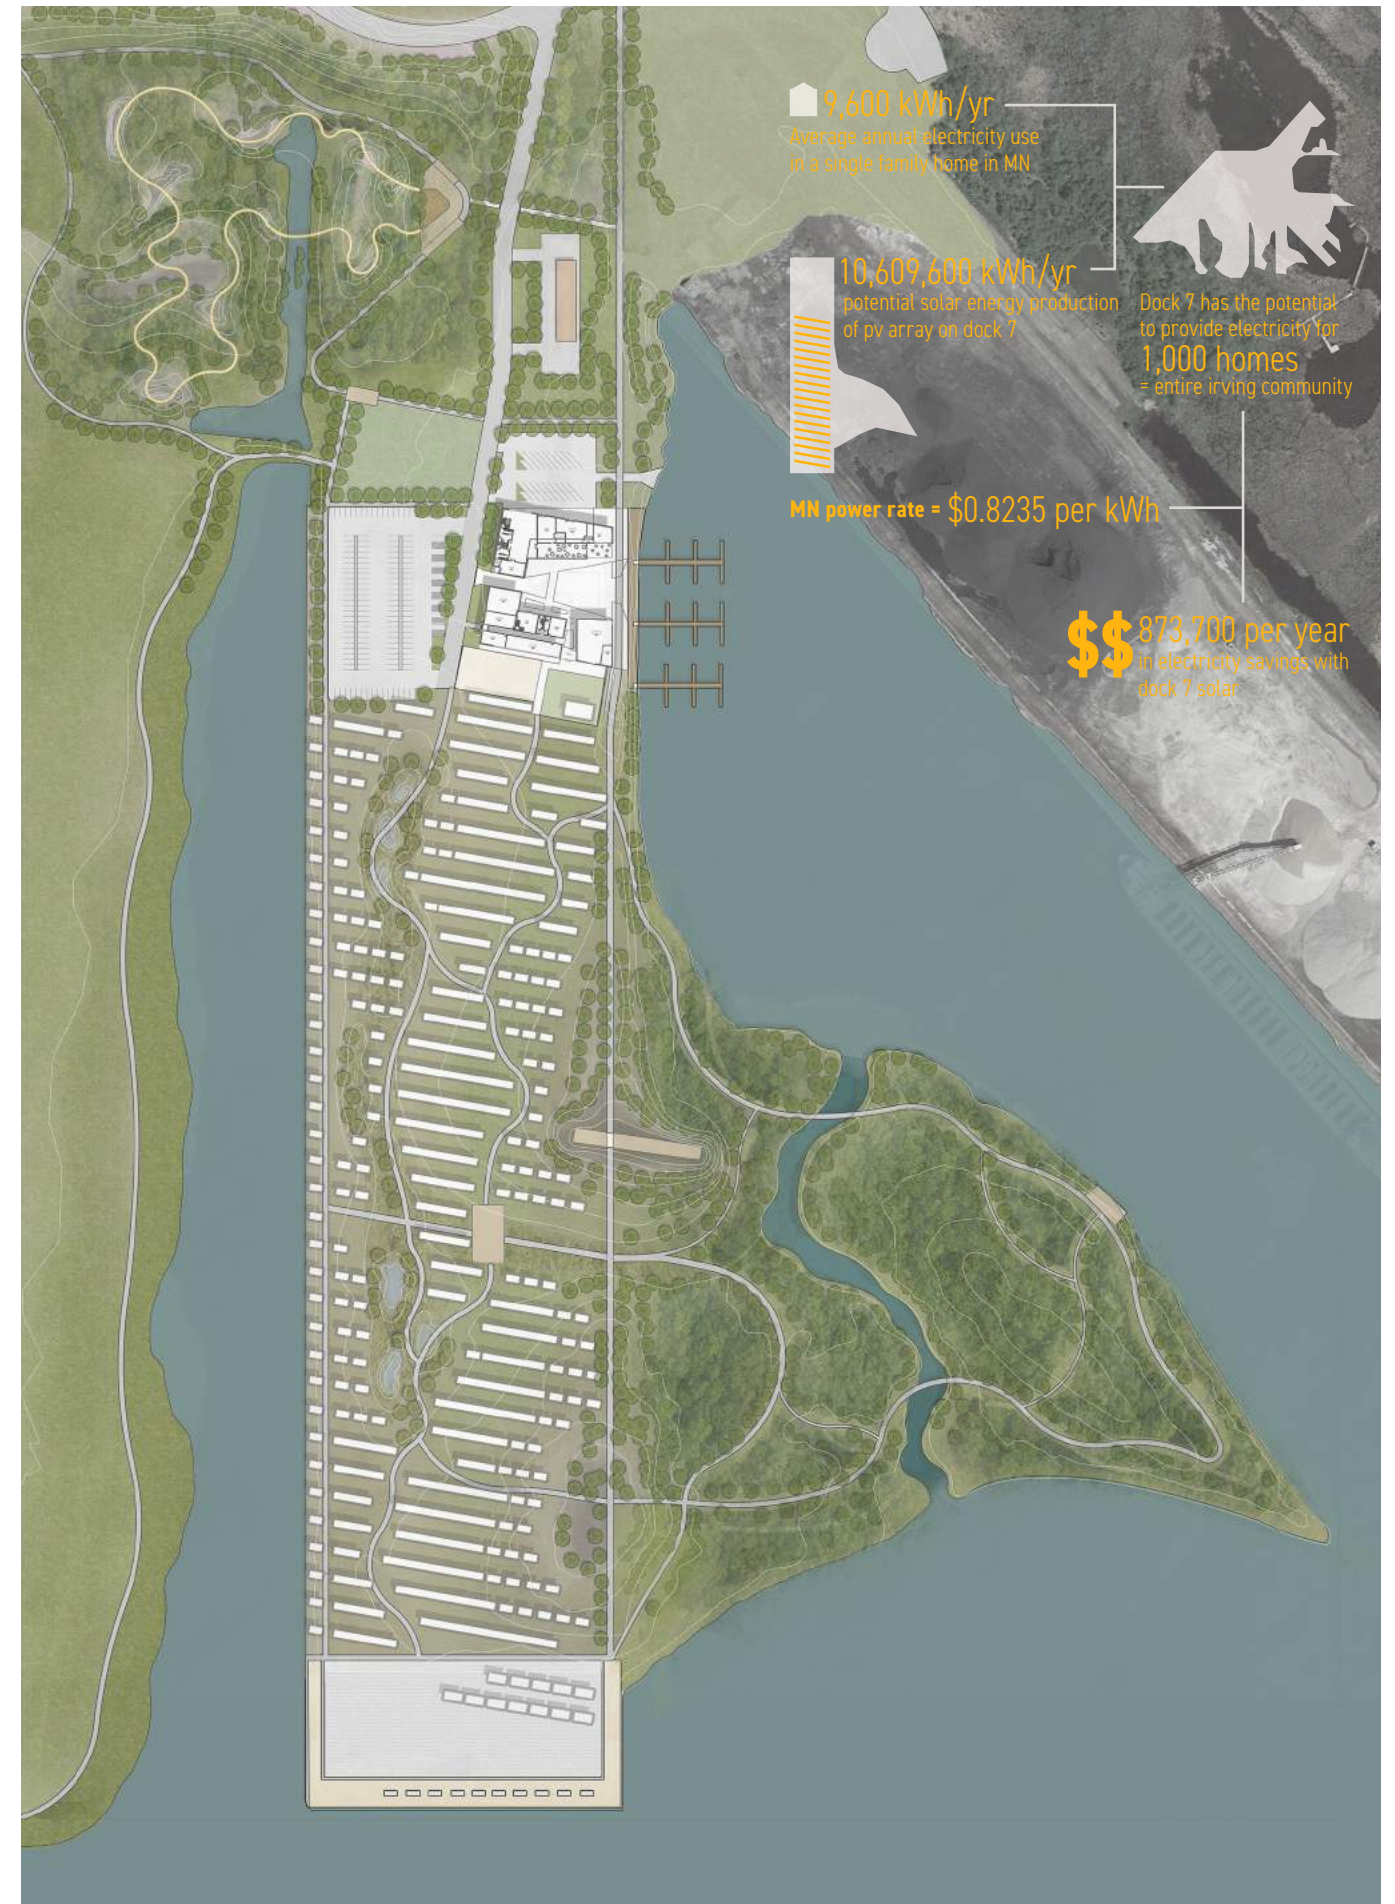 9,600 kWh/yr
Average annual electricity use
in a single family home in MN
10,609,600 kWh/yr
potential solar energy production
of pv array on dock 7
Dock 7 has the potential
to provide electricity for
1,000 homes
= entire irving community
MN power rate = $0.8235 per kWh
$$ 873,700 per year
in electricity savings with
dock 7 solar